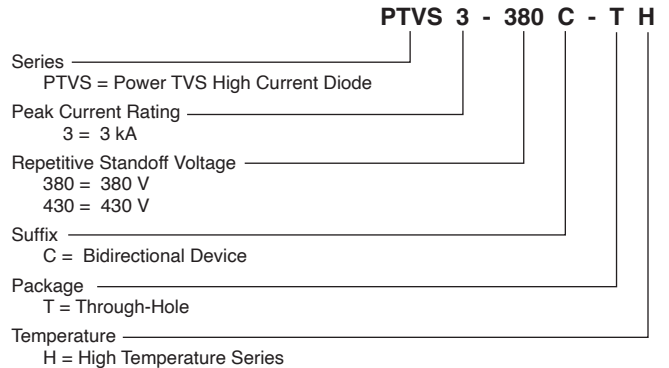 PTVS 3 - 380 C - T H
Series
PTVS = Power TVS High Current Diode
Peak Current Rating
3 = 3 kA
Repetitive Standoff Voltage
380 = 380 V
430 = 430 V
Suffix
C = Bidirectional Device
Package
T = Through-Hole
Temperature
H = High Temperature Series